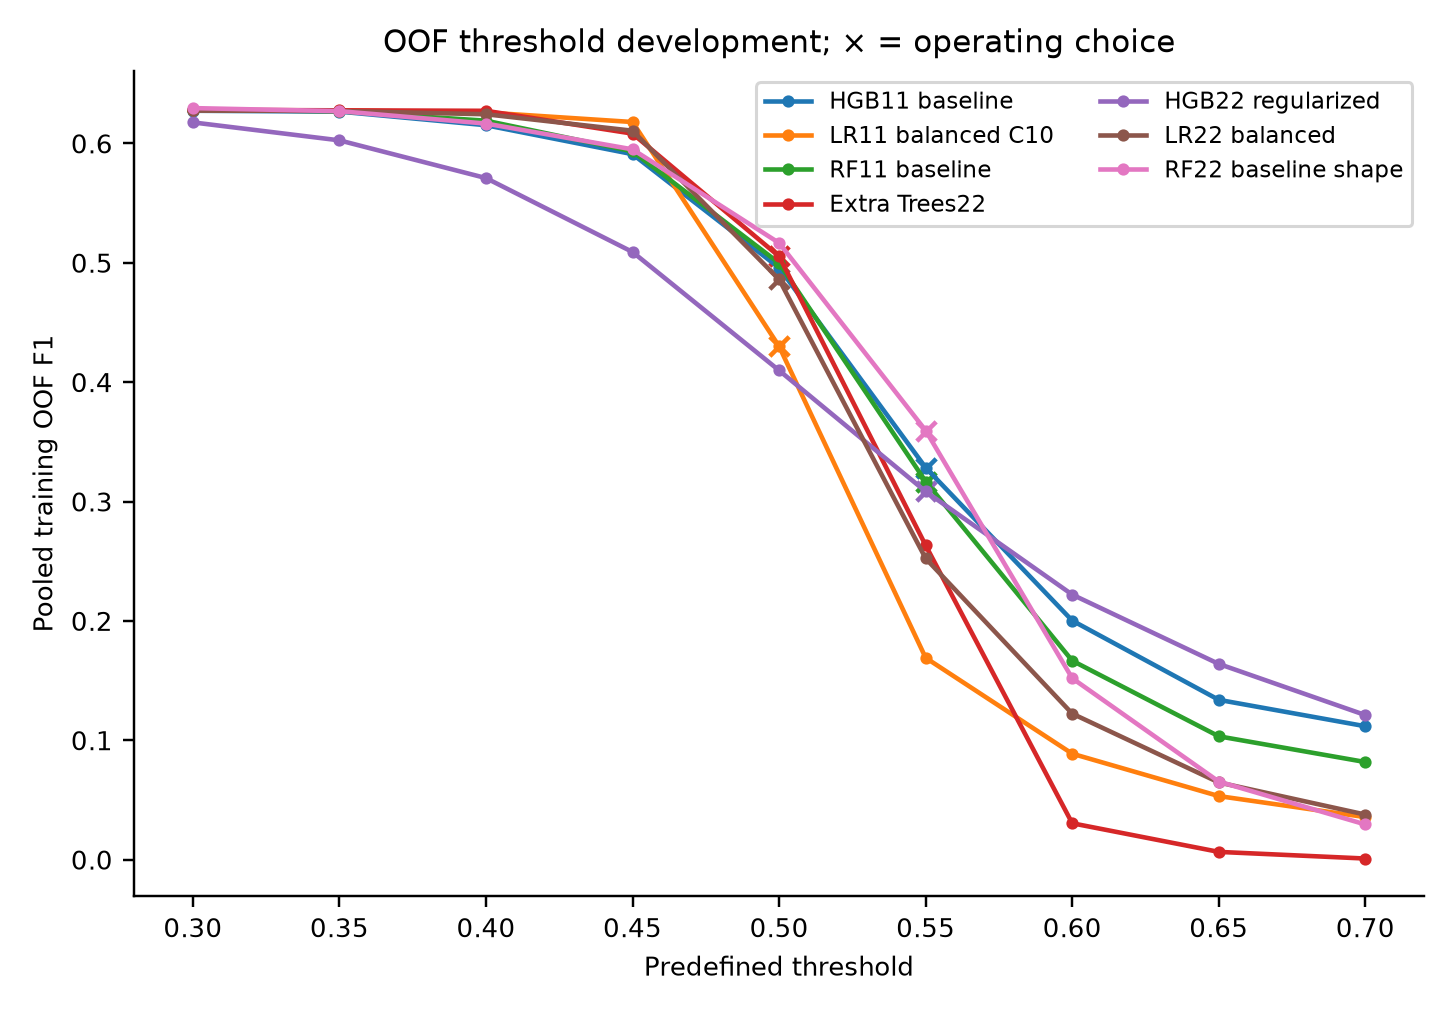 OOF threshold development; × = operating choice
HGB11 baseline
LR11 balanced C10
RF11 baseline
Extra Trees22
HGB22 regularized
LR22 balanced
RF22 baseline shape
Pooled training OOF F1
0.6
0.5
0.4
0.3
0.2
0.1
0.0
0.30 0.35 0.40 0.45 0.50 0.55 0.60 0.65 0.70
Predefined threshold